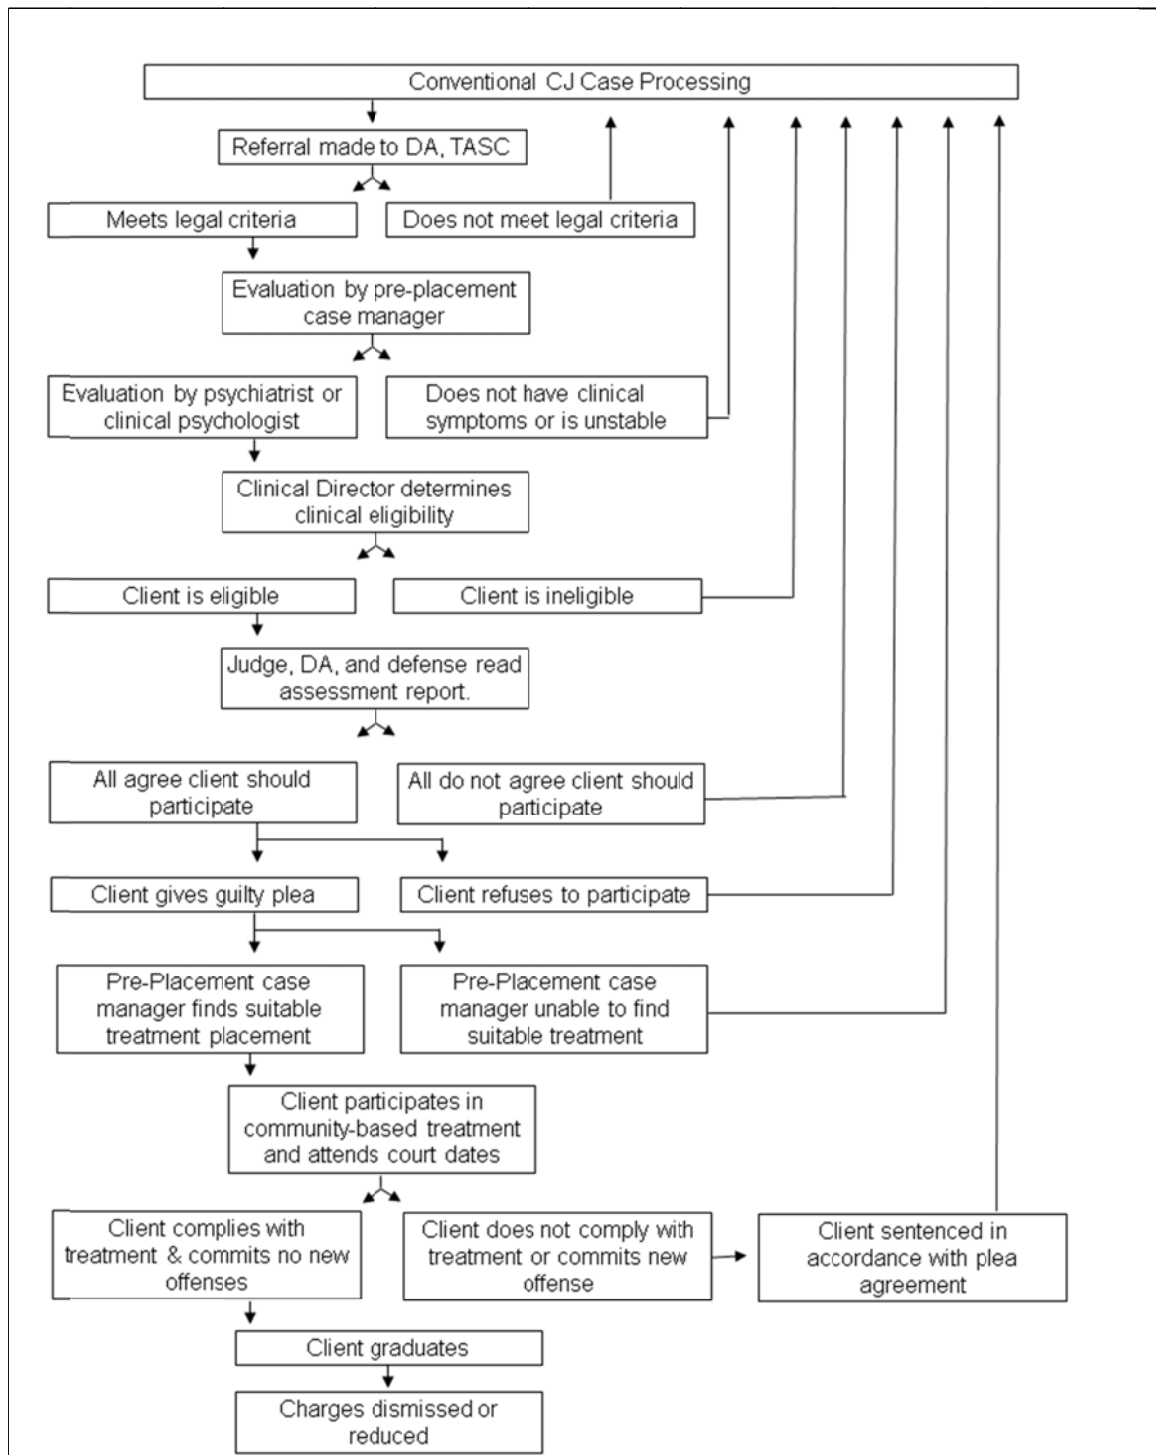 Conventional CJ Case Processing
Referral made to DA, TASC
Meets legal criteria
Does not meet legal criteria
Evaluation by pre-placement
case manager
Evaluation by psychiatrist or
clinical psychologist
Does not have clinical
symptoms or is unstable
Clinical Director determines
clinical eligibility
Client is eligible
Client is ineligible
Judge, DA, and defense read
assessment report.
All agree client should
participate
All do not agree client should
participate
Client gives guilty plea
Client refuses to participate
Pre-Placement case
manager finds suitable
treatment placement
Pre-Placement case
manager unable to find
suitable treatment
Client participates in
community-based treatment
and attends court dates
Client complies with
treatment & commits no new
offenses
Client does not comply with
treatment or commits new
offense
Client sentenced in
accordance with plea
agreement
Client graduates
Charges dismissed or
reduced